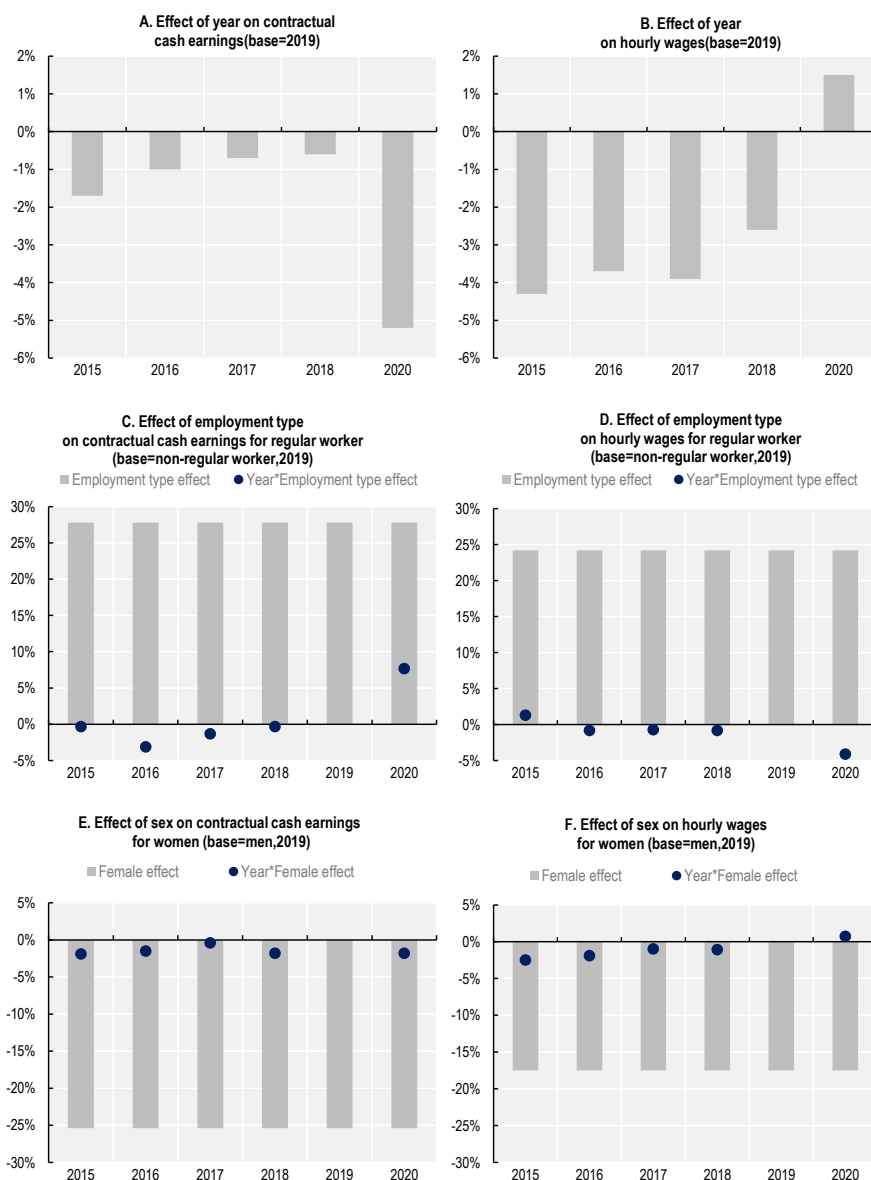 A. Effect of year on contractual
cash earnings(base=2019)
2%
1%
0%
-1%
-2%
-3%
-4%
-5%
-6%
2015 2016 2017 2018 2020
B. Effect of year
on hourly wages(base=2019)
2%
1%
0%
-1%
-2%
-3%
-4%
-5%
-6%
2015 2016 2017 2018 2020
C. Effect of employment type
on contractual cash earnings for regular worker
(base=non-regular worker,2019)
Employment type effect Year*Employment type effect
30%
25%
20%
15%
10%
5%
0%
-5%
2015 2016 2017 2018 2019 2020
D. Effect of employment type
on hourly wages for regular worker
(base=non-regular worker,2019)
Employment type effect Year*Employment type effect
30%
25%
20%
15%
10%
5%
0%
-5%
2015 2016 2017 2018 2019 2020
E. Effect of sex on contractual cash earnings
for women (base=men,2019)
Female effect Year*Female effect
5%
0%
-5%
-10%
-15%
-20%
-25%
-30%
2015 2016 2017 2018 2019 2020
F. Effect of sex on hourly wages
for women (base=men,2019)
Female effect Year*Female effect
5%
0%
-5%
-10%
-15%
-20%
-25%
-30%
2015 2016 2017 2018 2019 2020